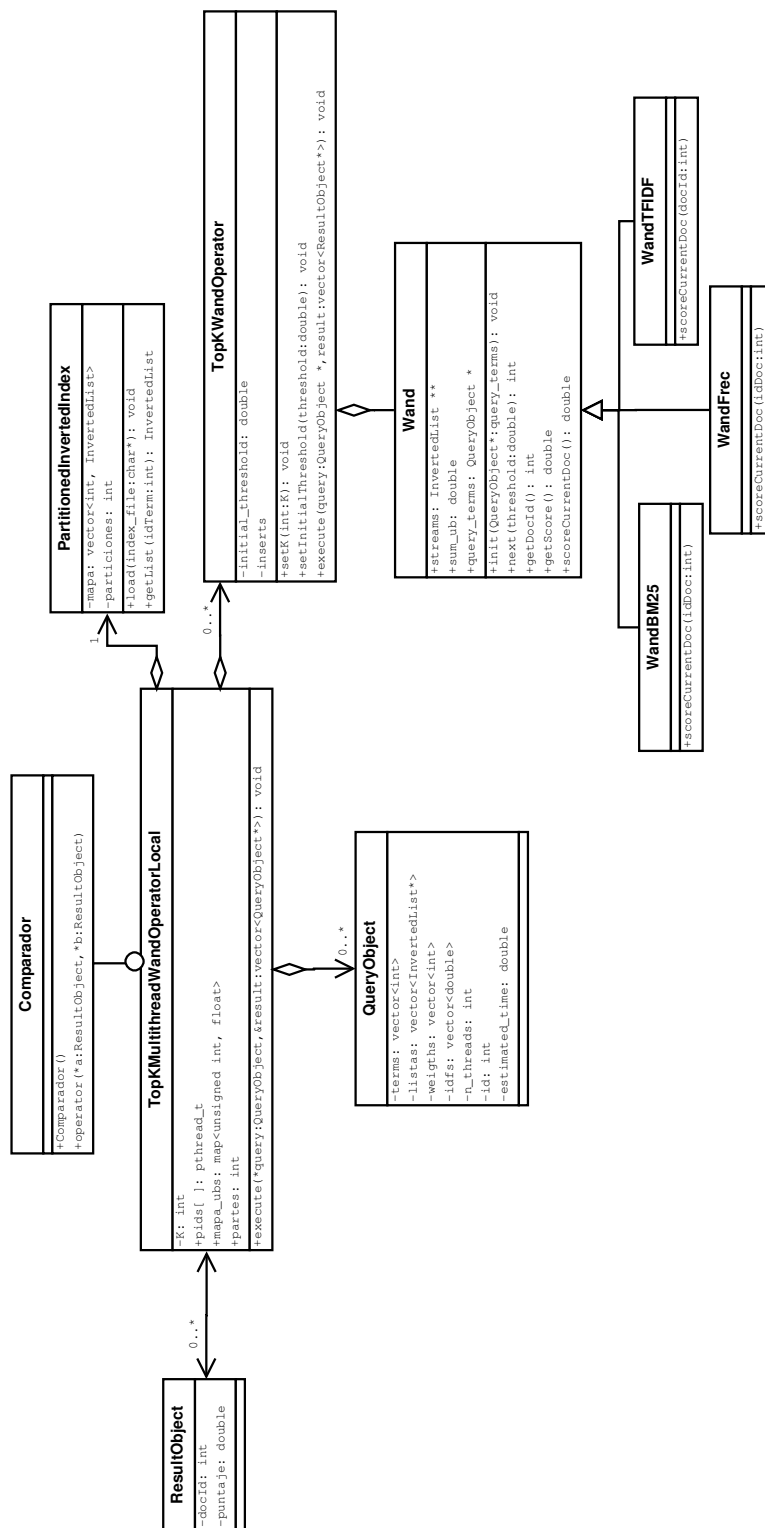 Comparador
+Comparador()
+operator(*a:ResultObject,*b:ResultObject)
PartitionedInvertedIndex
-mapa: vector<int, InvertedList>
-particiones: int
+load(index_file:char*): void
+getList(idTerm:int): InvertedList
1
ResultObject
-docId: int
-puntaje: double
0..*
TopKMultithreadWandOperatorLocal
-K: int
+pids[ ]: pthread_t
+mapa_ubs: map<unsigned int, float>
+partes: int
+execute(*query:QueryObject,&result:vector<QueryObject*>): void
0..*
TopKWandOperator
-initial_threshold: double
-inserts
+setK(int:K): void
+setInitialThreshold(threshold:double): void
+execute(query:QueryObject *,result:vector<ResultObject*>): void
0..*
QueryObject
-terms: vector<int>
-listas: vector<InvertedList*>
-weigths: vector<int>
-idfs: vector<double>
-n_threads: int
-id: int
-estimated_time: double
Wand
+streams: InvertedList **
+sum_ub: double
+query_terms: QueryObject *
+init(QueryObject*:query_terms): void
+next(threshold:double): int
+getDocId(): int
+getScore(): double
+scoreCurrentDoc(): double
WandBM25
+scoreCurrentDoc(idDoc:int)
WandFrec
+scoreCurrentDoc(idDoc:int)
WandTFIDF
+scoreCurrentDoc(docId:int)